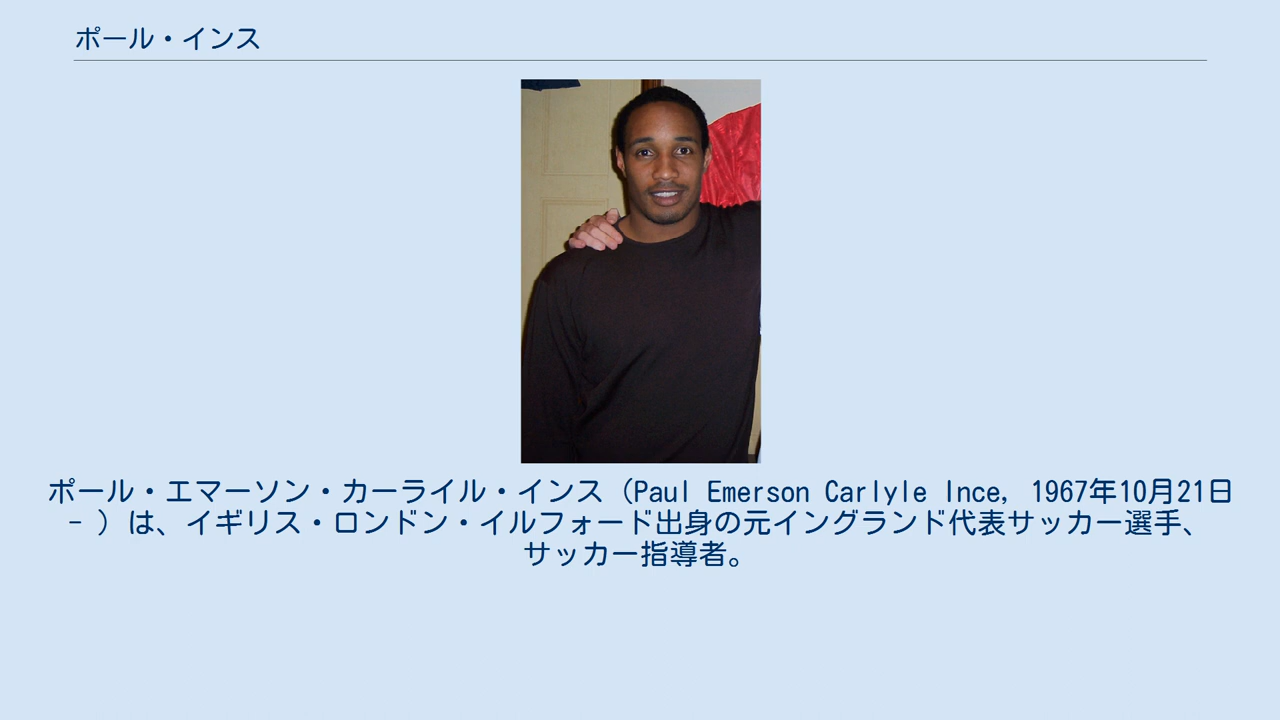 ポール・インス
ポール・エマーソン・カーライル・インス（Paul Emerson Carlyle Ince, 1967年10月21日
- ）は、イギリス・ロンドン・イルフォード出身の元イングランド代表サッカー選手、
サッカー指導者。